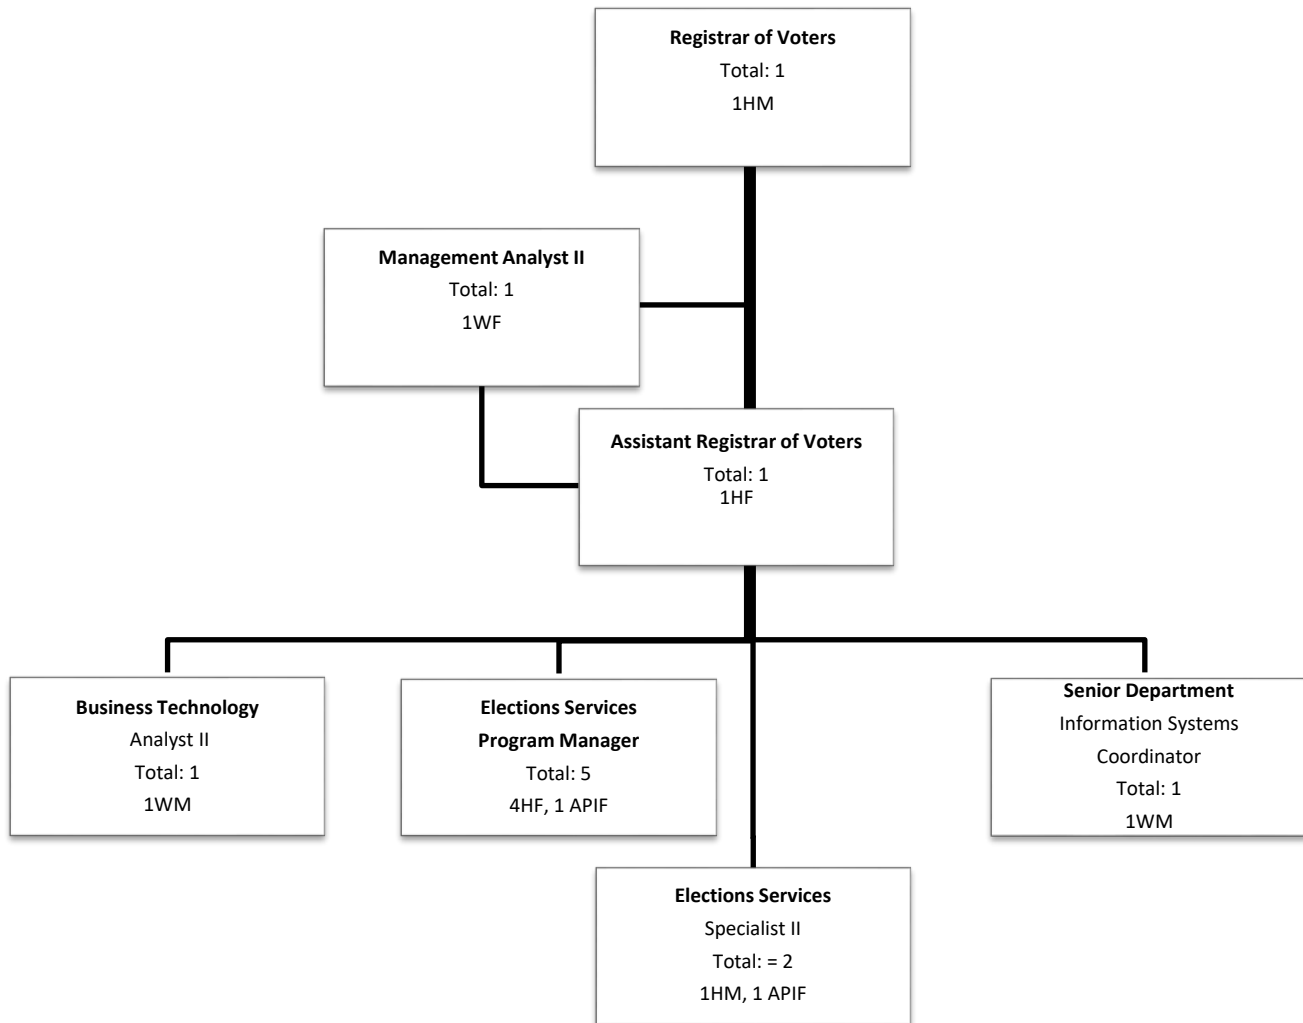 Registrar of Voters
Total: 1
1HM
Management Analyst II
Total: 1
1WF
Assistant Registrar of Voters
Total: 1
1HF
Business Technology
Analyst II
Total: 1
1WM
Elections Services
Program Manager
Total: 5
4HF, 1 APIF
Senior Department
Information Systems
Coordinator
Total: 1
1WM
Elections Services
Specialist II
Total: = 2
1HM, 1 APIF